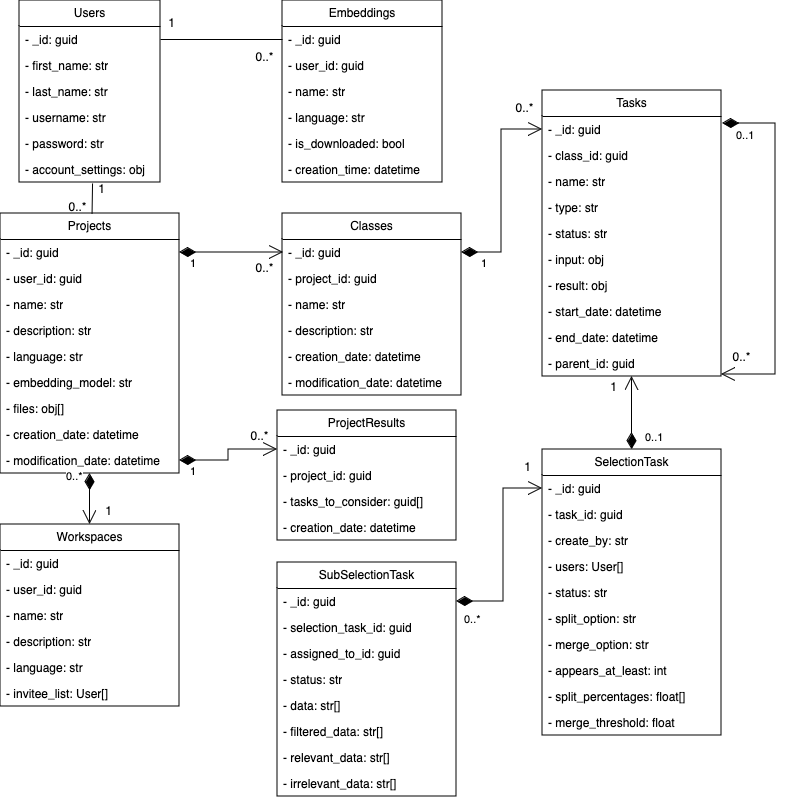 Users
- _id: guid
- first_name: str
- last_name: str
- username: str
- password: str
- account_settings: obj
1
0..*
Embeddings
- _id: guid
- user_id: guid
- name: str
- language: str
- is_downloaded: bool
- creation_time: datetime
1
0..*
Projects
- _id: guid
- user_id: guid
- name: str
- description: str
- language: str
- embedding_model: str
- files: obj[]
- creation_date: datetime
- modification_date: datetime
1
0..*
Classes
- _id: guid
- project_id: guid
- name: str
- description: str
- creation_date: datetime
- modification_date: datetime
1
0..*
Tasks
- _id: guid
- class_id: guid
- name: str
- type: str
- status: str
- input: obj
- result: obj
- start_date: datetime
- end_date: datetime
- parent_id: guid
0..1
0..*
1
0..*
ProjectResults
- _id: guid
- project_id: guid
- tasks_to_consider: guid[]
- creation_date: datetime
0..*
1
Workspaces
- _id: guid
- user_id: guid
- name: str
- description: str
- language: str
- invitee_list: User[]
SubSelectionTask
- _id: guid
- selection_task_id: guid
- assigned_to_id: guid
- status: str
- data: str[]
- filtered_data: str[]
- relevant_data: str[]
- irrelevant_data: str[]
0..*
1
1
0..1
SelectionTask
- _id: guid
- task_id: guid
- create_by: str
- users: User[]
- status: str
- split_option: str
- merge_option: str
- appears_at_least: int
- split_percentages: float[]
- merge_threshold: float